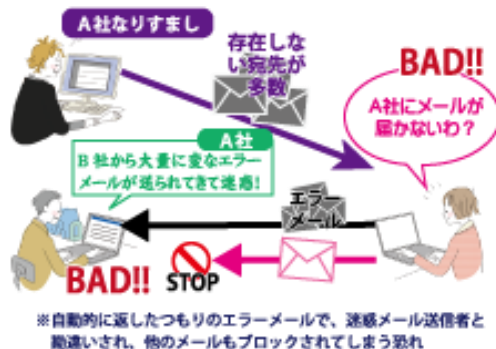 A社なりすまし
存在しな
い宛先が
多数
BAD!!
A社にメールが
届かないわ？
A社
B社から大量に変なエラー
メールが送られてきて迷惑!
エラー
メール
BAD!!
STOP
※自動的に返したつもりのエラーメールで、迷惑メール送信者と
勘違いされ、他のメールもブロックされてしまう恐れ